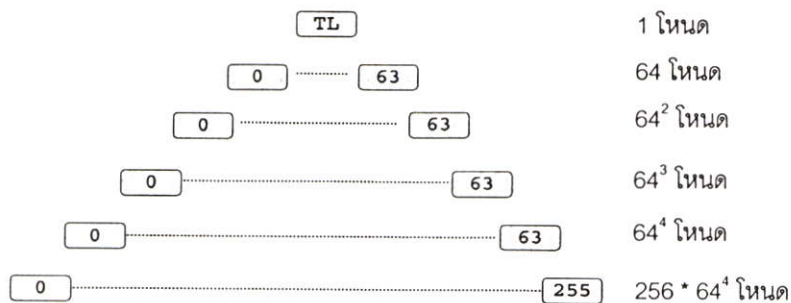 TL 1 โหนด
0 63 64 โหนด
0 63 64² โหนด
0 63 64³ โหนด
0 63 64⁴ โหนด
0 255 256 * 64⁴ โหนด